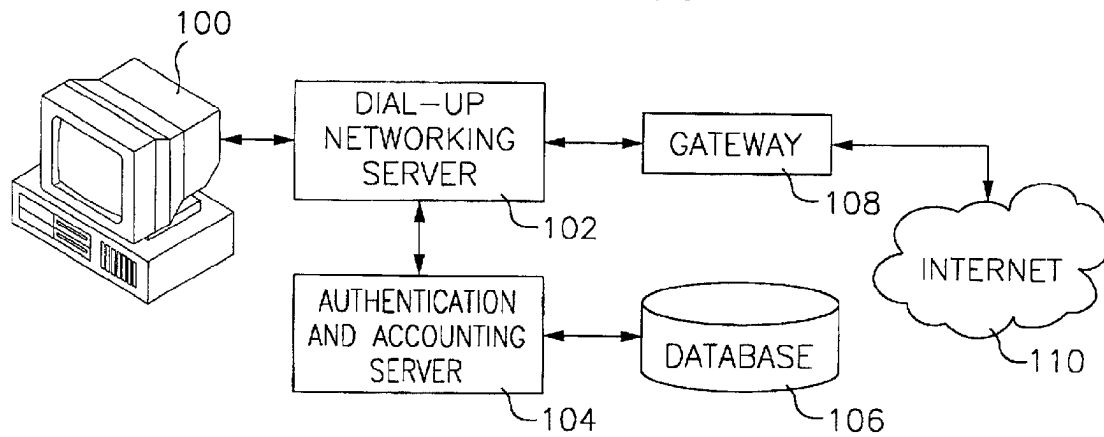 100
DIAL-UP
NETWORKING
SERVER
102
GATEWAY
108
INTERNET
110
AUTHENTICATION
AND ACCOUNTING
SERVER
104
DATABASE
106